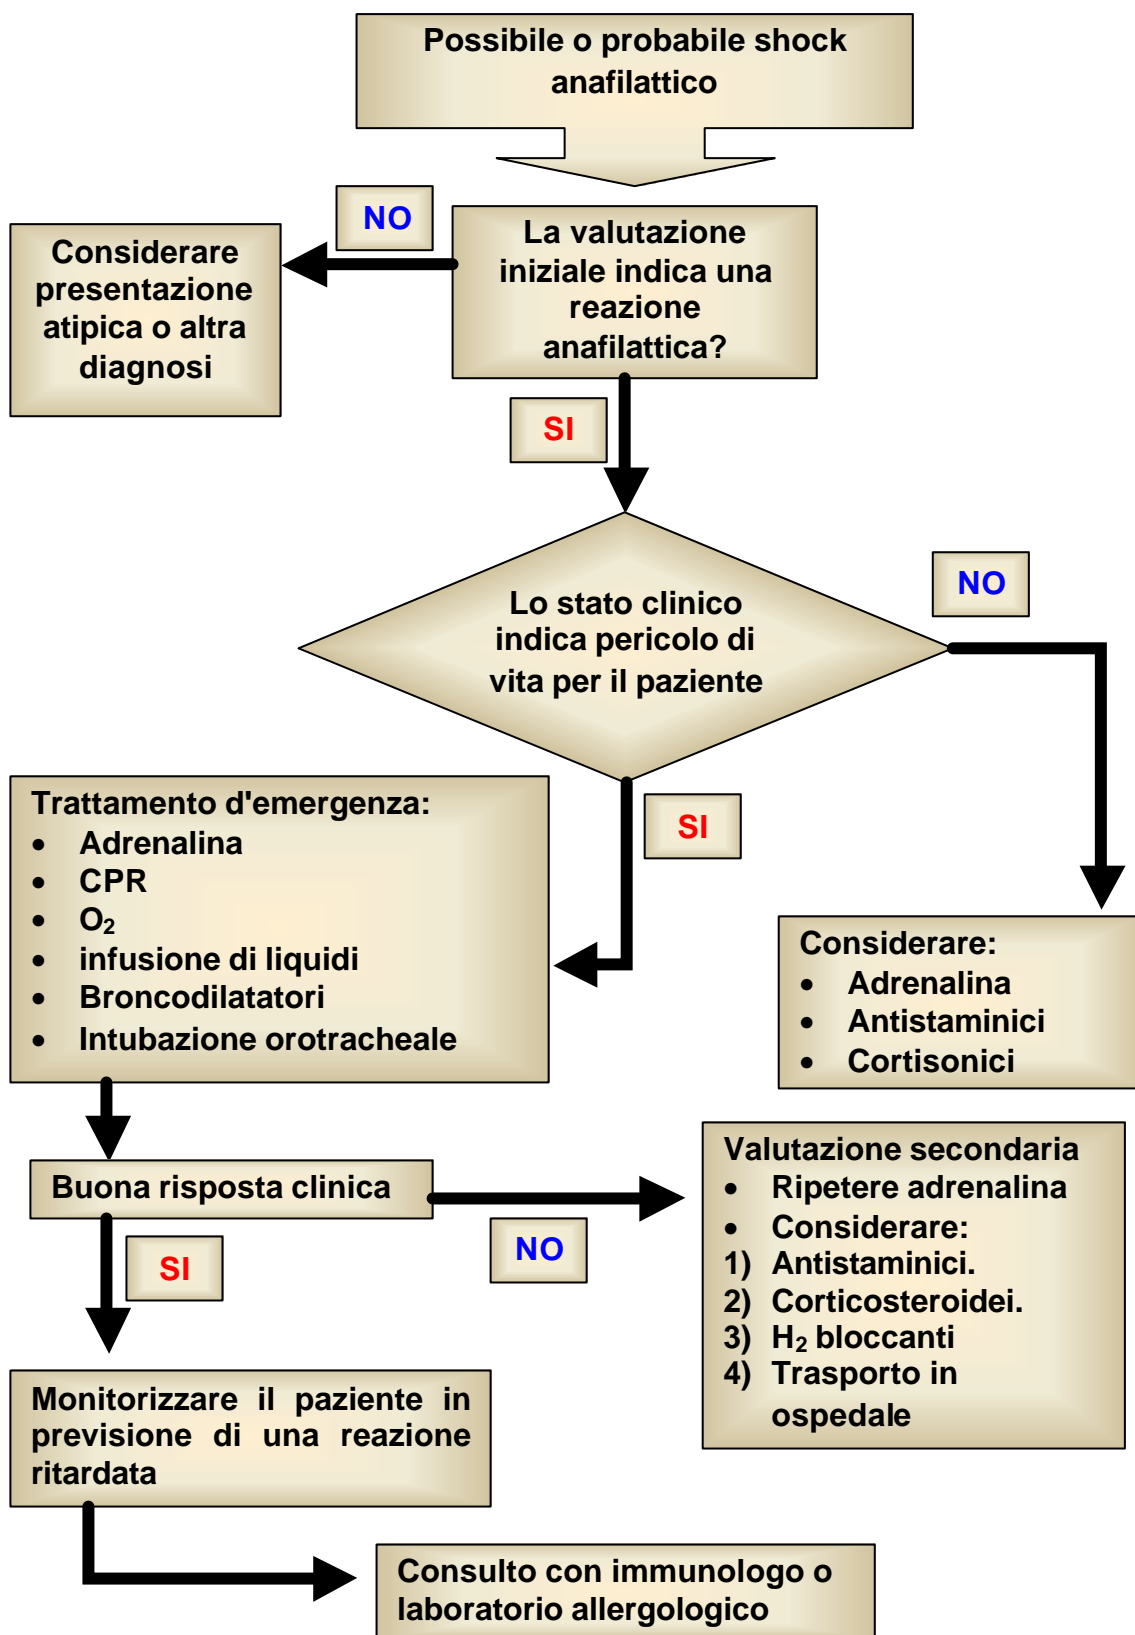 Possibile o probabile shock
anafilattico
NO
La valutazione
iniziale indica una
reazione
anafilattica?
Considerare
presentazione
atipica o altra
diagnosi
SI
Lo stato clinico
indica pericolo di
vita per il paziente
NO
Trattamento d'emergenza:
• Adrenalina
• CPR
• O₂
• infusione di liquidi
• Broncodilatatori
• Intubazione orotracheale
SI
Considerare:
• Adrenalina
• Antistaminici
• Cortisonici
Buona risposta clinica
NO
SI
Valutazione secondaria
• Ripetere adrenalina
• Considerare:
1) Antistaminici.
2) Corticosteroidei.
3) H₂ bloccanti
4) Trasporto in
ospedale
Monitorizzare il paziente in
previsione di una reazione
ritardata
Consulto con immunologo o
laboratorio allergologico